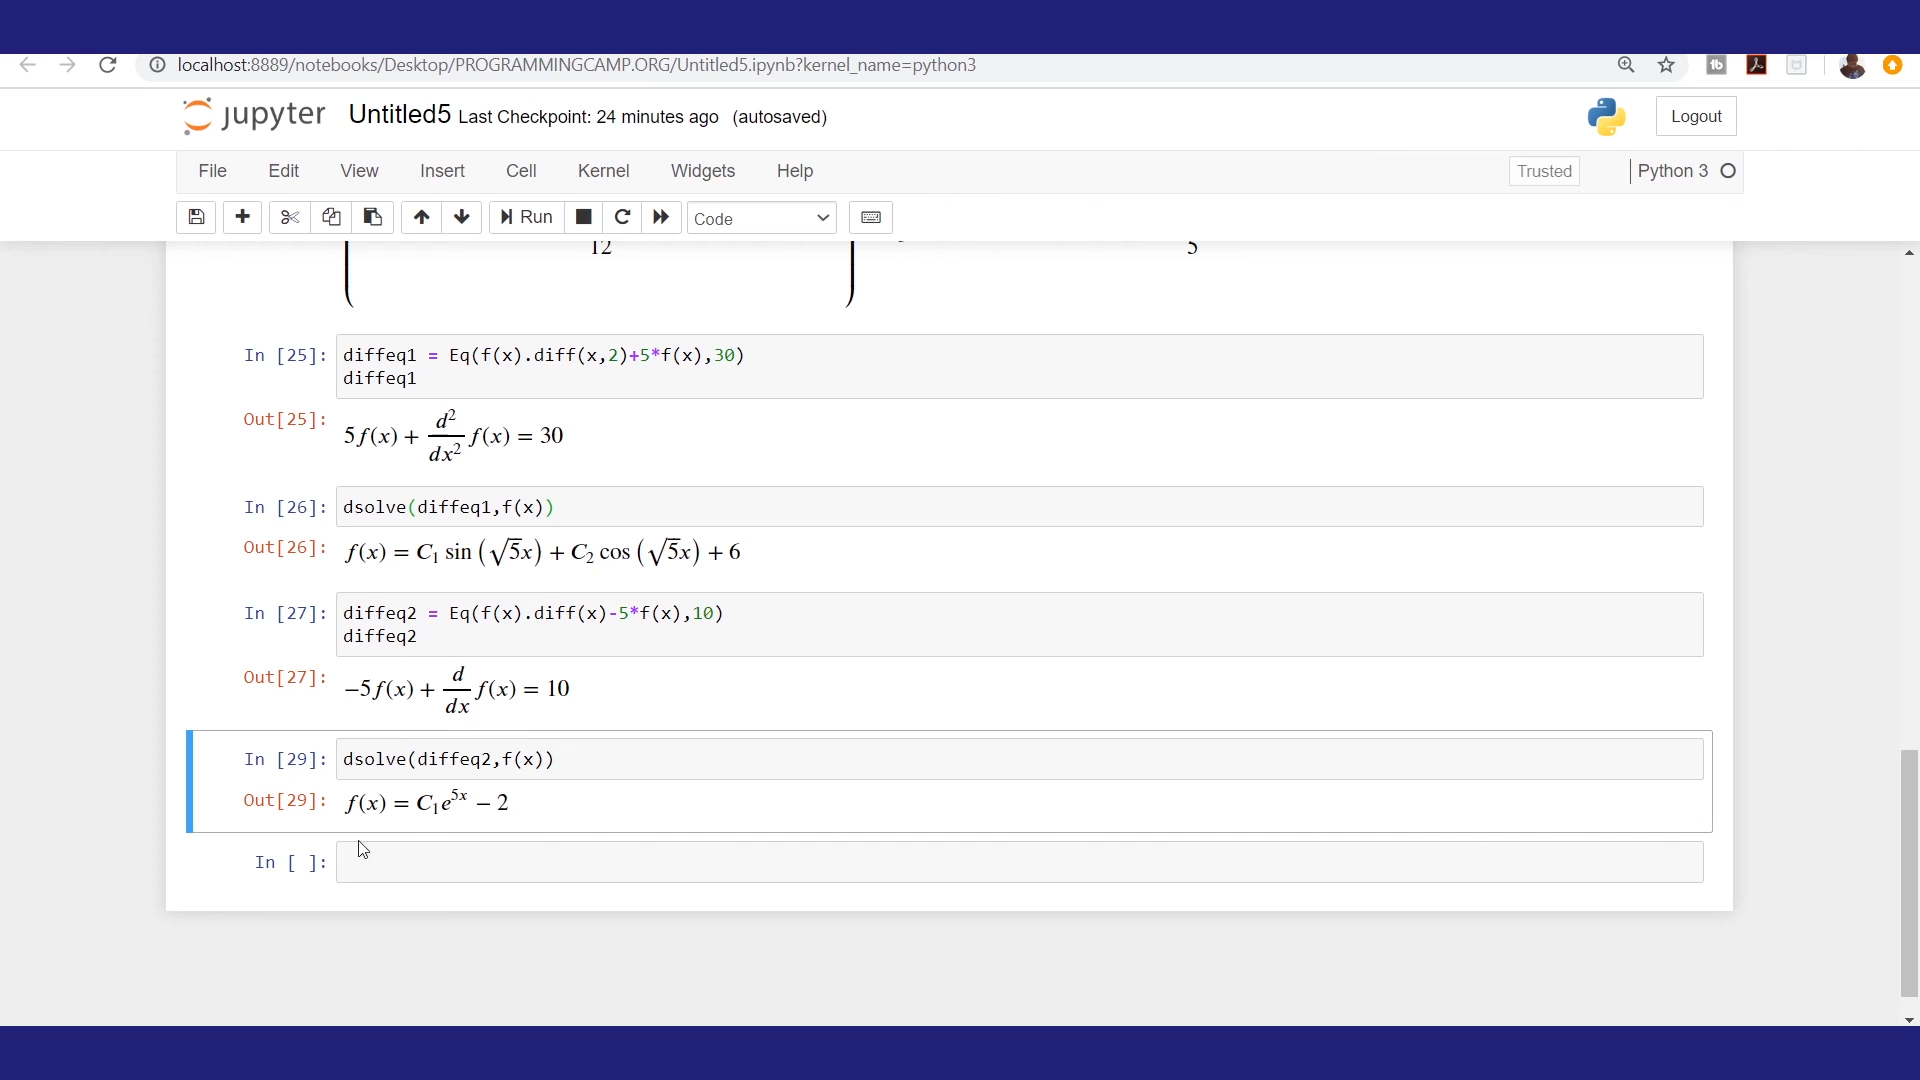 localhost:8889/notebooks/Desktop/PROGRAMMINGCAMP.ORG/Untitled5.ipynb?kernel_name=python3
jupyter Untitled5 Last Checkpoint: 24 minutes ago (autosaved)
Logout
File Edit View Insert Cell Kernel Widgets Help
Trusted Python 3
Run Code
12 5
In [25]: diffeq1 = Eq(f(x).diff(x,2)+5*f(x),30)
diffeq1
Out[25]: 5f(x) + d²/dx² f(x) = 30
In [26]: dsolve(diffeq1,f(x))
Out[26]: f(x) = C₁ sin (√5x) + C₂ cos (√5x) + 6
In [27]: diffeq2 = Eq(f(x).diff(x)-5*f(x),10)
diffeq2
Out[27]: −5f(x) + d/dx f(x) = 10
In [29]: dsolve(diffeq2,f(x))
Out[29]: f(x) = C₁e⁵ˣ − 2
In [ ]: